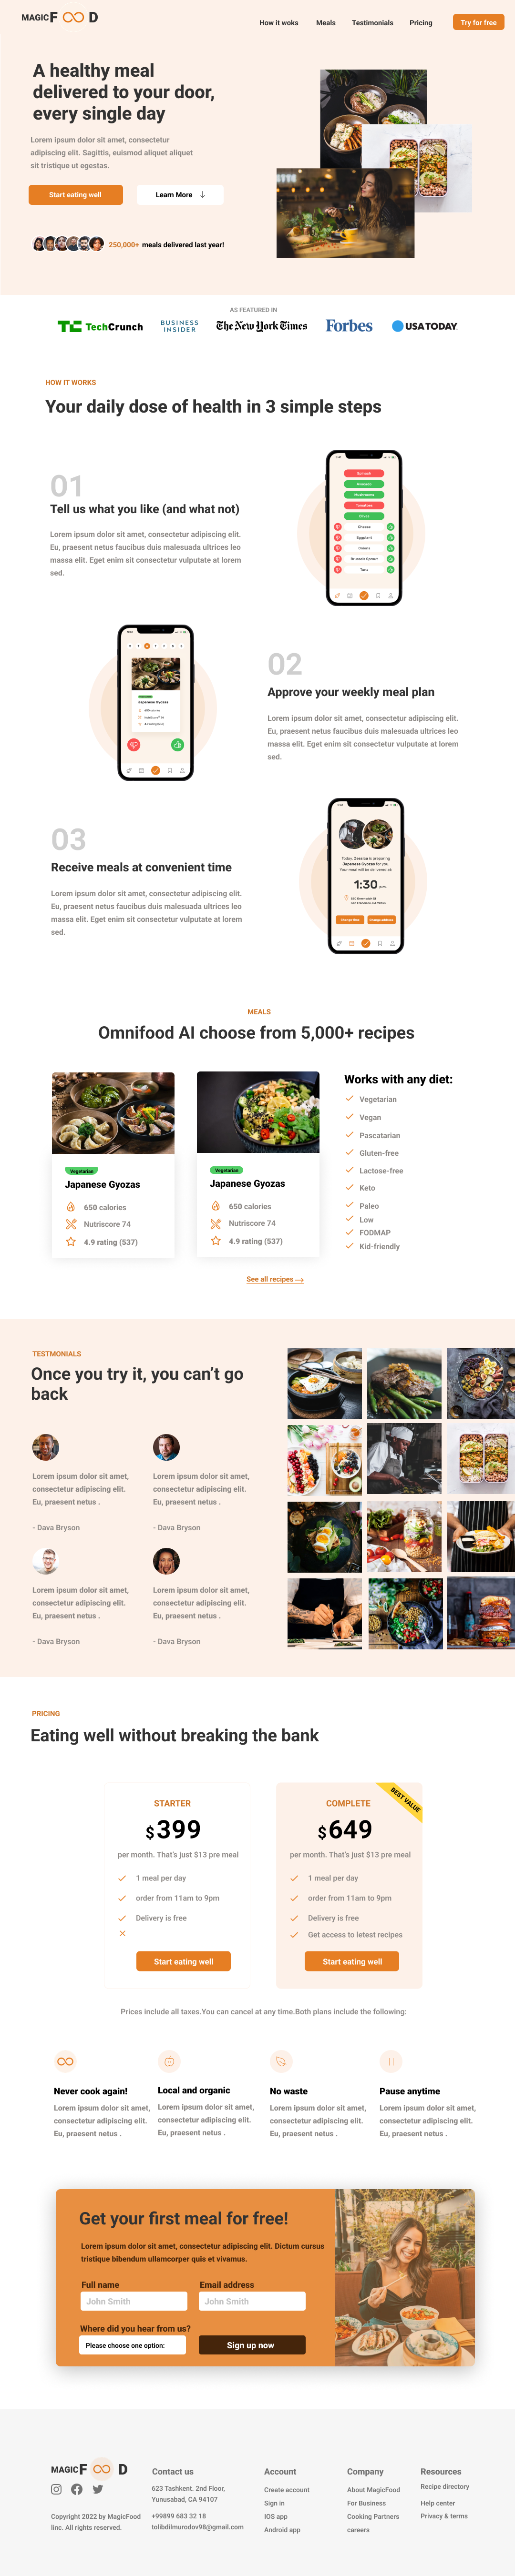 MAGIC F D
How it woks
Meals
Testimonials
Pricing
Try for free
A healthy meal
delivered to your door,
every single day
Lorem ipsum dolor sit amet, consectetur
adipiscing elit. Sagittis, euismod aliquet aliquet
sit tristique ut egestas.
Start eating well
Learn More
250,000+ meals delivered last year!
AS FEATURED IN
TechCrunch
BUSINESS
INSIDER
The New York Times
Forbes
USA TODAY
HOW IT WORKS
Your daily dose of health in 3 simple steps
01
Tell us what you like (and what not)
Lorem ipsum dolor sit amet, consectetur adipiscing elit.
Eu, praesent netus faucibus duis malesuada ultrices leo
massa elit. Eget enim sit consectetur vulputate at lorem
sed.
Spinach
Avocado
Mushrooms
Tomatoes
Olives
Cheese
Eggplant
Onions
Brussels Sprout
Tuna
02
Approve your weekly meal plan
Lorem ipsum dolor sit amet, consectetur adipiscing elit.
Eu, praesent netus faucibus duis malesuada ultrices leo
massa elit. Eget enim sit consectetur vulputate at lorem
sed.
Japanese Gyozas
03
Receive meals at convenient time
Lorem ipsum dolor sit amet, consectetur adipiscing elit.
Eu, praesent netus faucibus duis malesuada ultrices leo
massa elit. Eget enim sit consectetur vulputate at lorem
sed.
Today, Jessica is preparing
Japanese Gyozas for you.
Your meal will be delivered at:
1:30 p.m.
San Francisco, CA 94102
Change time
Change address
MEALS
Omnifood AI choose from 5,000+ recipes
Vegetarian
Japanese Gyozas
650 calories
Nutriscore 74
4.9 rating (537)
Vegetarian
Japanese Gyozas
650 calories
Nutriscore 74
4.9 rating (537)
Works with any diet:
Vegetarian
Vegan
Pascatarian
Gluten-free
Lactose-free
Keto
Paleo
Low
FODMAP
Kid-friendly
See all recipes
TESTMONIALS
Once you try it, you can’t go
back
Lorem ipsum dolor sit amet,
consectetur adipiscing elit.
Eu, praesent netus .
- Dava Bryson
Lorem ipsum dolor sit amet,
consectetur adipiscing elit.
Eu, praesent netus .
- Dava Bryson
Lorem ipsum dolor sit amet,
consectetur adipiscing elit.
Eu, praesent netus .
- Dava Bryson
Lorem ipsum dolor sit amet,
consectetur adipiscing elit.
Eu, praesent netus .
- Dava Bryson
PRICING
Eating well without breaking the bank
STARTER
$399
per month. That’s just $13 pre meal
1 meal per day
order from 11am to 9pm
Delivery is free
Start eating well
BEST VALUE
COMPLETE
$649
per month. That’s just $13 pre meal
1 meal per day
order from 11am to 9pm
Delivery is free
Get access to letest recipes
Start eating well
Prices include all taxes.You can cancel at any time.Both plans include the following:
Never cook again!
Lorem ipsum dolor sit amet,
consectetur adipiscing elit.
Eu, praesent netus .
Local and organic
Lorem ipsum dolor sit amet,
consectetur adipiscing elit.
Eu, praesent netus .
No waste
Lorem ipsum dolor sit amet,
consectetur adipiscing elit.
Eu, praesent netus .
Pause anytime
Lorem ipsum dolor sit amet,
consectetur adipiscing elit.
Eu, praesent netus .
Get your first meal for free!
Lorem ipsum dolor sit amet, consectetur adipiscing elit. Dictum cursus
tristique bibendum ullamcorper quis et vivamus.
Full name
Email address
John Smith
John Smith
Where did you hear from us?
Please choose one option:
Sign up now
MAGIC F D
Copyright 2022 by MagicFood
Iinc. All rights reserved.
Contact us
623 Tashkent. 2nd Floor,
Yunusabad, CA 94107
+99899 683 32 18
tolibdilmurodov98@gmail.com
Account
Create account
Sign in
IOS app
Android app
Company
About MagicFood
For Business
Cooking Partners
careers
Resources
Recipe directory
Help center
Privacy & terms